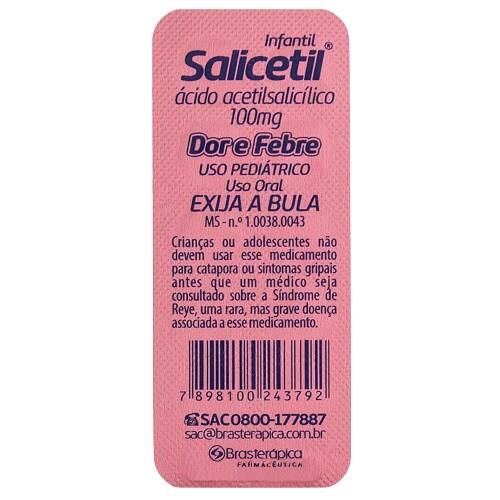 Infantil
Salicetil®
ácido acetilsalicílico
100mg
Dor e Febre
USO PEDIÁTRICO
Uso Oral
EXIJA A BULA
MS - n.º 1.0038.0043
Crianças ou adolescentes não
devem usar esse medicamento
para catapora ou sintomas gripais
antes que um médico seja
consultado sobre a Síndrome de
Reye, uma rara, mas grave doença
associada a esse medicamento.
7 898100 243792
SAC0800-177887
sac@brasterapica.com.br
Brasterápica
FARMACÊUTICA